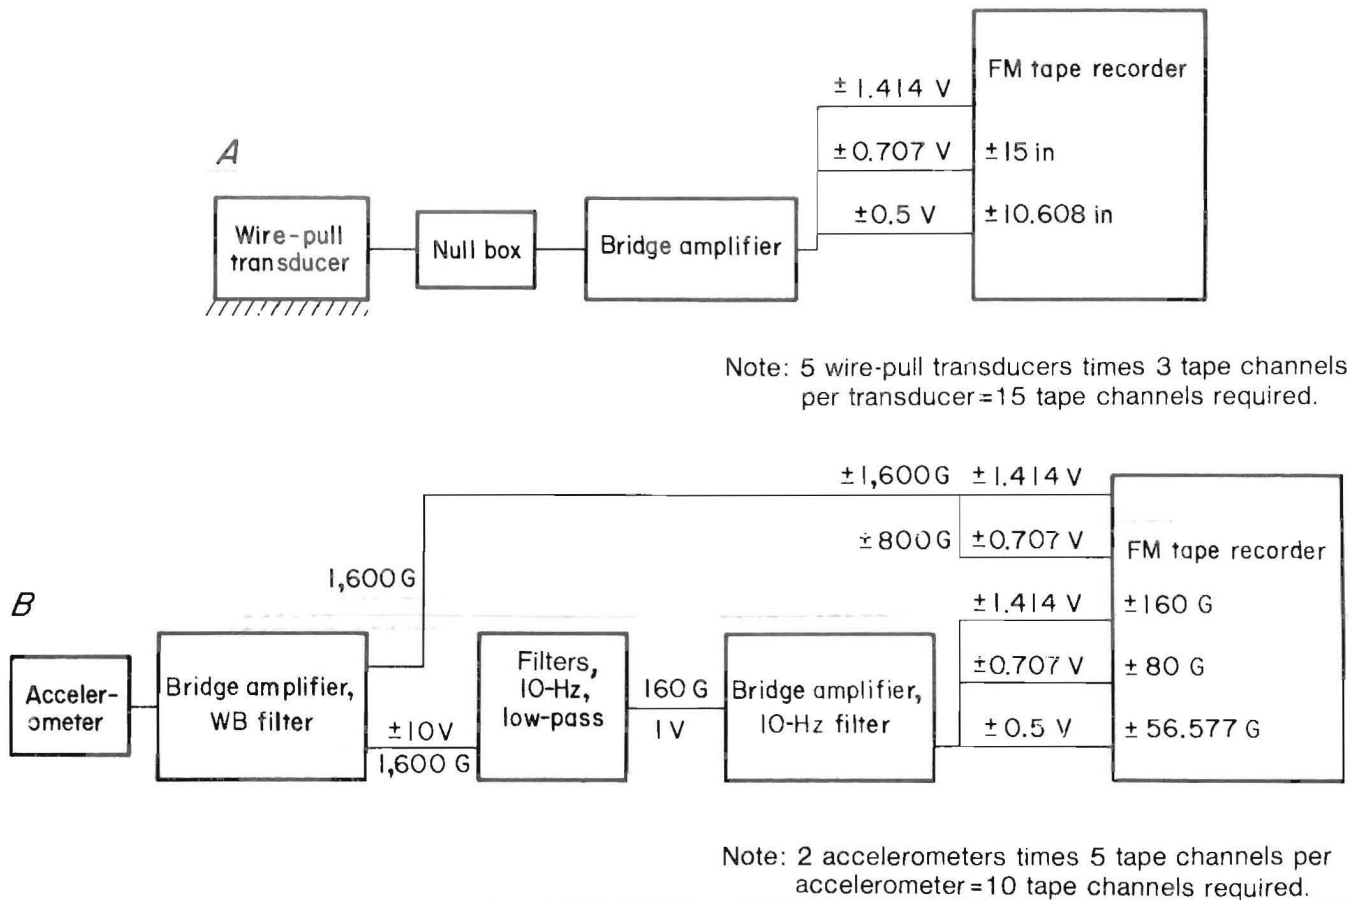 A
Wire-pull
transducer
Null box
Bridge amplifier
± 1.414 V
±0.707 V
±0.5 V
FM tape recorder
±15 in
±10.608 in
Note: 5 wire-pull transducers times 3 tape channels
per transducer=15 tape channels required.
B
Acceler-
ometer
Bridge amplifier,
WB filter
1,600 G
±10 V
1,600 G
Filters,
10-Hz,
low-pass
160 G
1 V
Bridge amplifier,
10-Hz filter
±1,600 G ±1.414 V
±800 G ±0.707 V
±1.414 V
±0.707 V
±0.5 V
FM tape recorder
±160 G
±80 G
±56.577 G
Note: 2 accelerometers times 5 tape channels per
accelerometer=10 tape channels required.